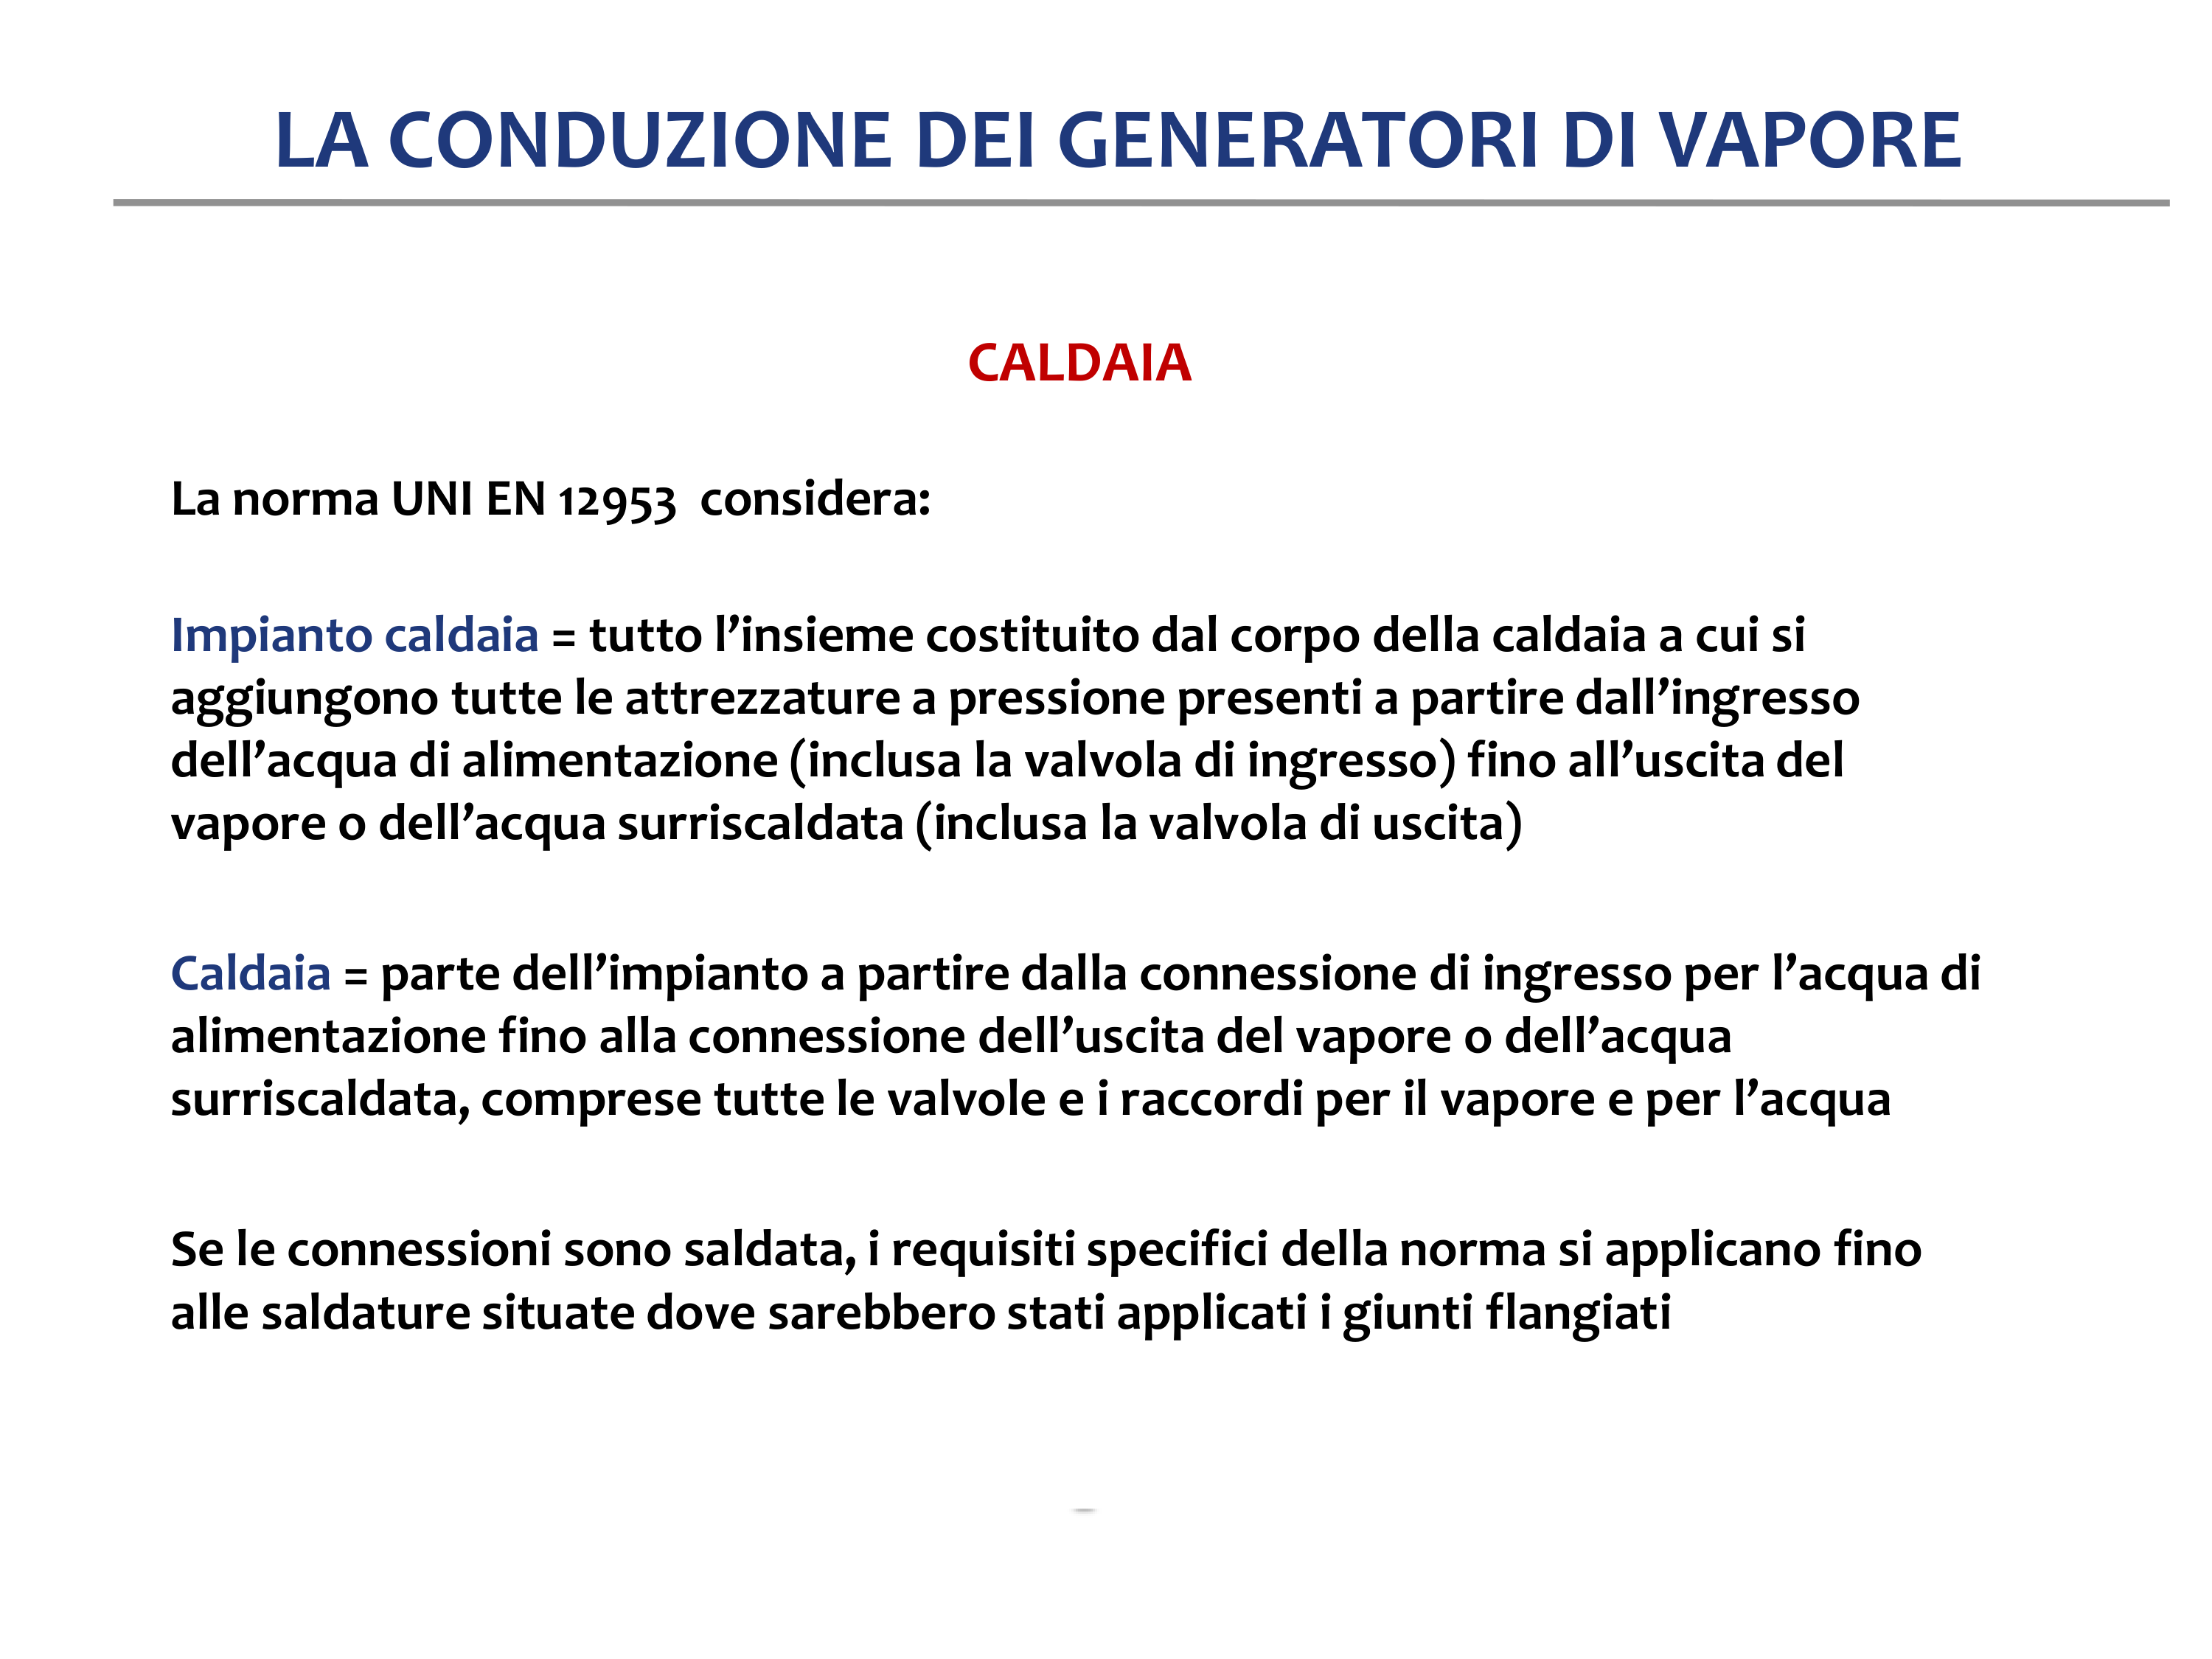 LA CONDUZIONE DEI GENERATORI DI VAPORE
CALDAIA
La norma UNI EN 12953 considera:
Impianto caldaia = tutto l’insieme costituito dal corpo della caldaia a cui si
aggiungono tutte le attrezzature a pressione presenti a partire dall’ingresso
dell’acqua di alimentazione (inclusa la valvola di ingresso) fino all’uscita del
vapore o dell’acqua surriscaldata (inclusa la valvola di uscita)
Caldaia = parte dell’impianto a partire dalla connessione di ingresso per l’acqua di
alimentazione fino alla connessione dell’uscita del vapore o dell’acqua
surriscaldata, comprese tutte le valvole e i raccordi per il vapore e per l’acqua
Se le connessioni sono saldata, i requisiti specifici della norma si applicano fino
alle saldature situate dove sarebbero stati applicati i giunti flangiati